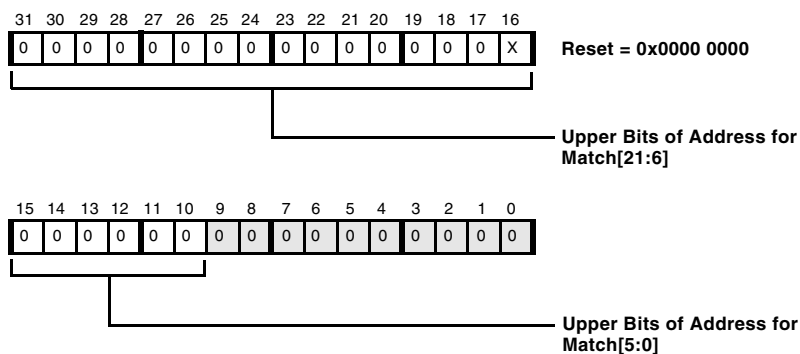 31 30 29 28 27 26 25 24 23 22 21 20 19 18 17 16
0 0 0 0 0 0 0 0 0 0 0 0 0 0 0 X
Reset = 0x0000 0000
Upper Bits of Address for
Match[21:6]
15 14 13 12 11 10 9 8 7 6 5 4 3 2 1 0
0 0 0 0 0 0 0 0 0 0 0 0 0 0 0 0
Upper Bits of Address for
Match[5:0]